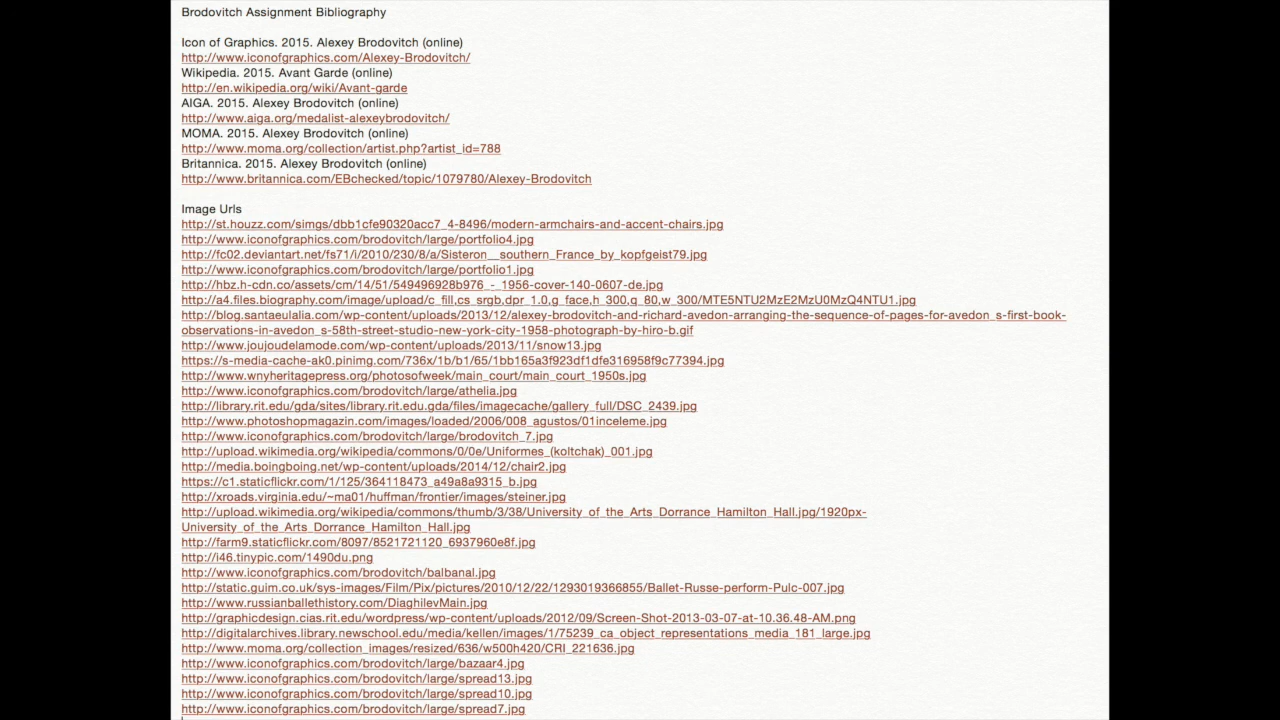 Brodovitch Assignment Bibliography
Icon of Graphics. 2015. Alexey Brodovitch (online)
http://www.iconofgraphics.com/Alexey-Brodovitch/
Wikipedia. 2015. Avant Garde (online)
http://en.wikipedia.org/wiki/Avant-garde
AIGA. 2015. Alexey Brodovitch (online)
http://www.aiga.org/medalist-alexeybrodovitch/
MOMA. 2015. Alexey Brodovitch (online)
http://www.moma.org/collection/artist.php?artist_id=788
Britannica. 2015. Alexey Brodovitch (online)
http://www.britannica.com/EBchecked/topic/1079780/Alexey-Brodovitch
Image Urls
http://st.houzz.com/simgs/dbb1cfe90320acc7_4-8496/modern-armchairs-and-accent-chairs.jpg
http://www.iconofgraphics.com/brodovitch/large/portfolio4.jpg
http://fc02.deviantart.net/fs71/i/2010/230/8/a/Sisteron__southern_France_by_kopfgeist79.jpg
http://www.iconofgraphics.com/brodovitch/large/portfolio1.jpg
http://hbz.h-cdn.co/assets/cm/14/51/549496928b976_-_1956-cover-140-0607-de.jpg
http://a4.files.biography.com/image/upload/c_fill,cs_srgb,dpr_1.0,g_face,h_300,q_80,w_300/MTE5NTU2MzE2MzU0MzQ4NTU1.jpg
http://blog.santaeulalia.com/wp-content/uploads/2013/12/alexey-brodovitch-and-richard-avedon-arranging-the-sequence-of-pages-for-avedon_s-first-book-
observations-in-avedon_s-58th-street-studio-new-york-city-1958-photograph-by-hiro-b.gif
http://www.joujoudelamode.com/wp-content/uploads/2013/11/snow13.jpg
https://s-media-cache-ak0.pinimg.com/736x/1b/b1/65/1bb165a3f923df1dfe316958f9c77394.jpg
http://www.wnyheritagepress.org/photosofweek/main_court/main_court_1950s.jpg
http://www.iconofgraphics.com/brodovitch/large/athelia.jpg
http://library.rit.edu/gda/sites/library.rit.edu.gda/files/imagecache/gallery_full/DSC_2439.jpg
http://www.photoshopmagazin.com/images/loaded/2006/008_agustos/01inceleme.jpg
http://www.iconofgraphics.com/brodovitch/large/brodovitch_7.jpg
http://upload.wikimedia.org/wikipedia/commons/0/0e/Uniformes_(koltchak)_001.jpg
http://media.boingboing.net/wp-content/uploads/2014/12/chair2.jpg
https://c1.staticflickr.com/1/125/364118473_a49a8a9315_b.jpg
http://xroads.virginia.edu/~ma01/huffman/frontier/images/steiner.jpg
http://upload.wikimedia.org/wikipedia/commons/thumb/3/38/University_of_the_Arts_Dorrance_Hamilton_Hall.jpg/1920px-
University_of_the_Arts_Dorrance_Hamilton_Hall.jpg
http://farm9.staticflickr.com/8097/8521721120_6937960e8f.jpg
http://i46.tinypic.com/1490du.png
http://www.iconofgraphics.com/brodovitch/balbanal.jpg
http://static.guim.co.uk/sys-images/Film/Pix/pictures/2010/12/22/1293019366855/Ballet-Russe-perform-Pulc-007.jpg
http://www.russianballethistory.com/DiaghilevMain.jpg
http://graphicdesign.cias.rit.edu/wordpress/wp-content/uploads/2012/09/Screen-Shot-2013-03-07-at-10.36.48-AM.png
http://digitalarchives.library.newschool.edu/media/kellen/images/1/75239_ca_object_representations_media_181_large.jpg
http://www.moma.org/collection_images/resized/636/w500h420/CRI_221636.jpg
http://www.iconofgraphics.com/brodovitch/large/bazaar4.jpg
http://www.iconofgraphics.com/brodovitch/large/spread13.jpg
http://www.iconofgraphics.com/brodovitch/large/spread10.jpg
http://www.iconofgraphics.com/brodovitch/large/spread7.jpg